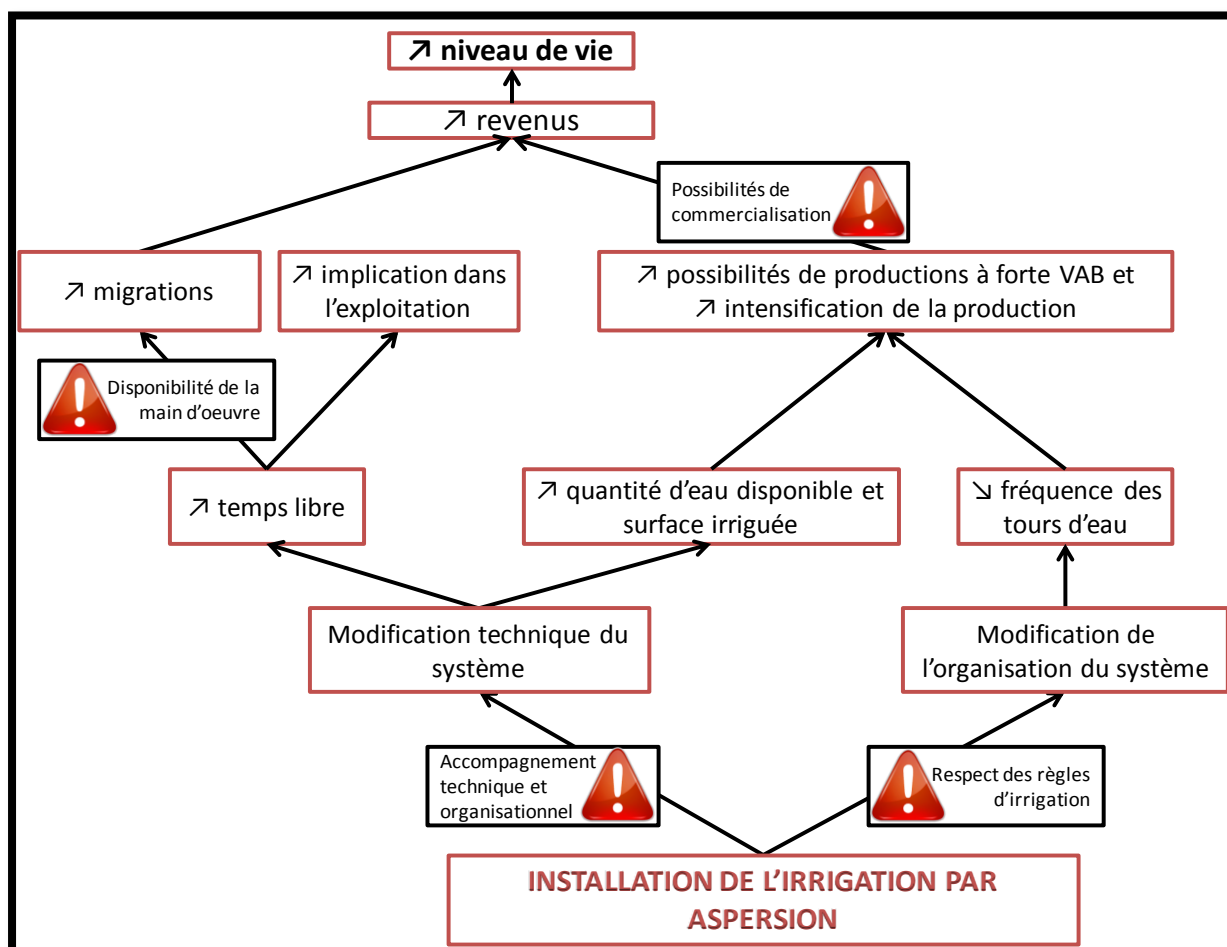 ↗ niveau de vie
↗ revenus
Possibilités de
commercialisation
↗ migrations
↗ implication dans
l'exploitation
↗ possibilités de productions à forte VAB et
↗ intensification de la production
Disponibilité de la
main d'oeuvre
↗ temps libre
↗ quantité d'eau disponible et
surface irriguée
↘ fréquence des
tours d'eau
Modification technique du
système
Modification de
l'organisation du système
Accompagnement
technique et
organisationnel
Respect des règles
d'irrigation
INSTALLATION DE L'IRRIGATION PAR
ASPERSION